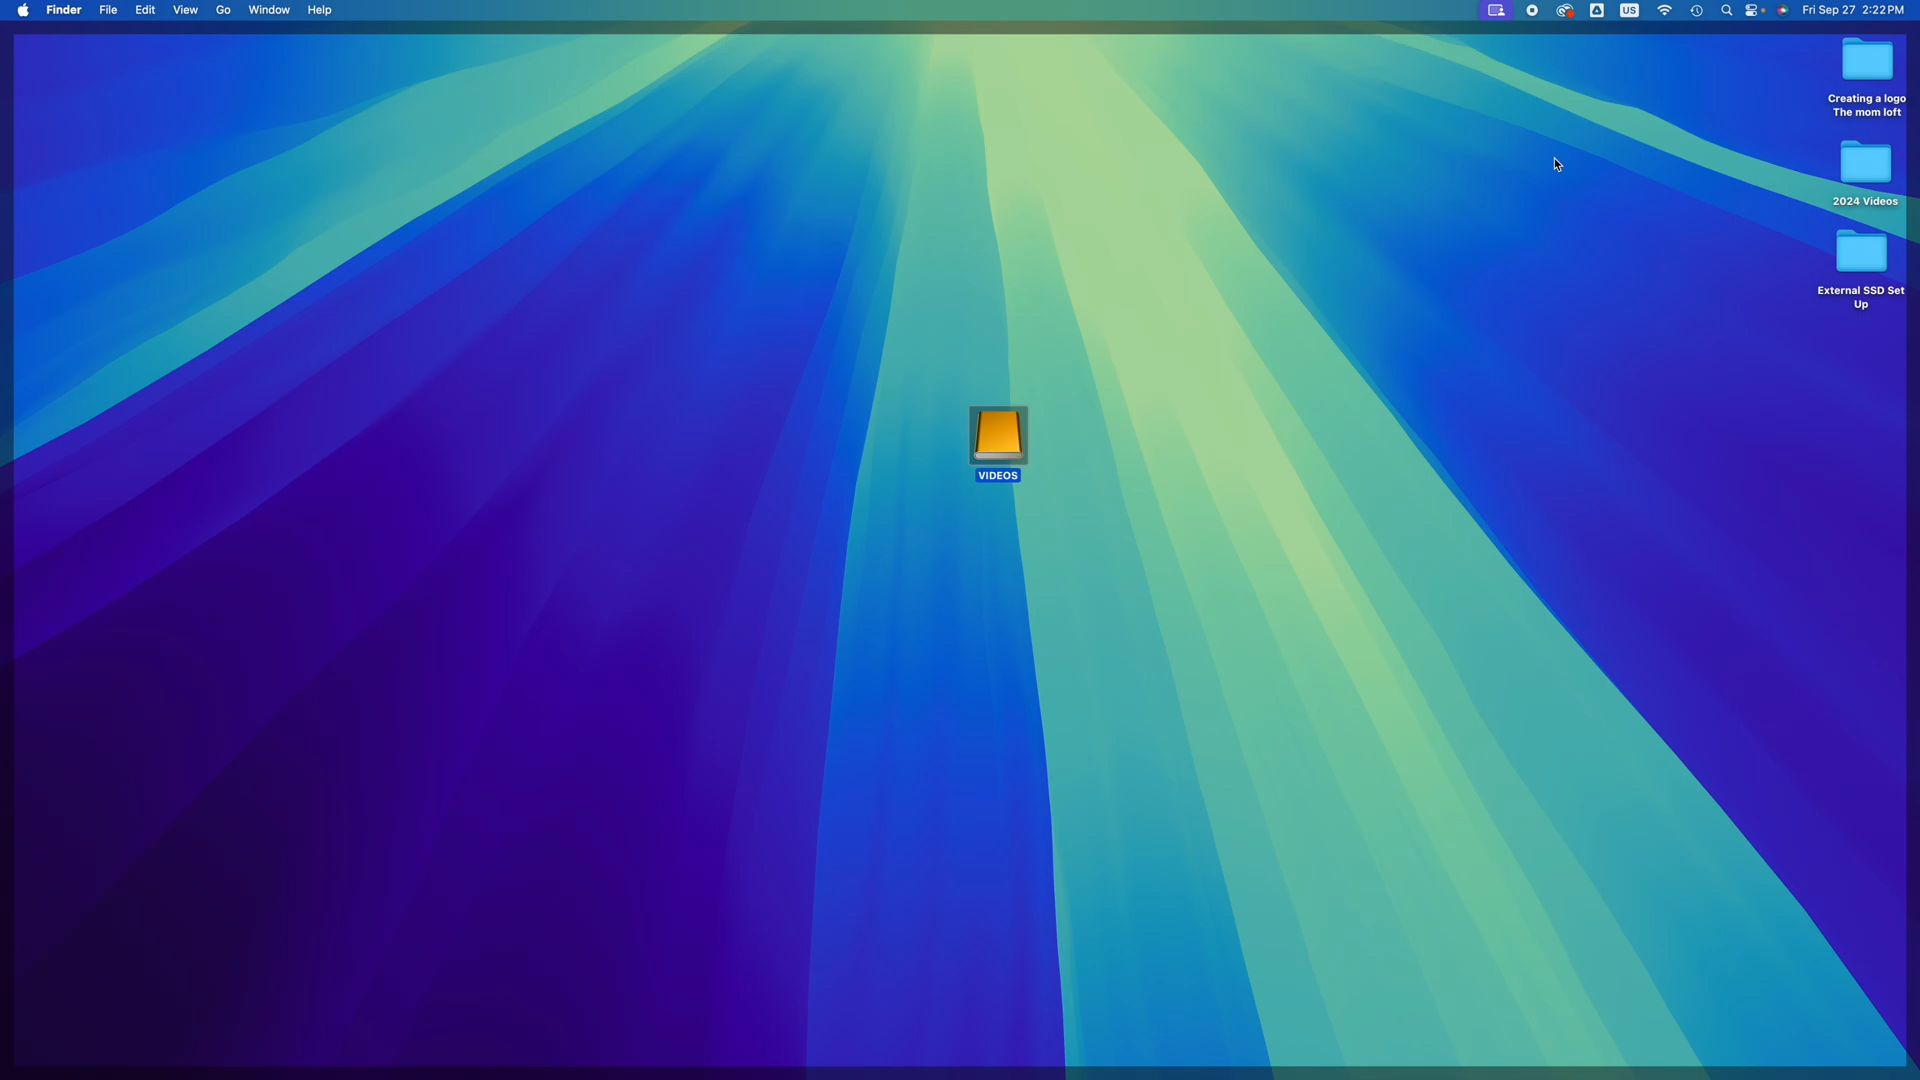 Finder File Edit View Go Window Help US Fri Sep 27 2:22 PM
Creating a logo
The mom loft
2024 Videos
External SSD Set
Up
VIDEOS